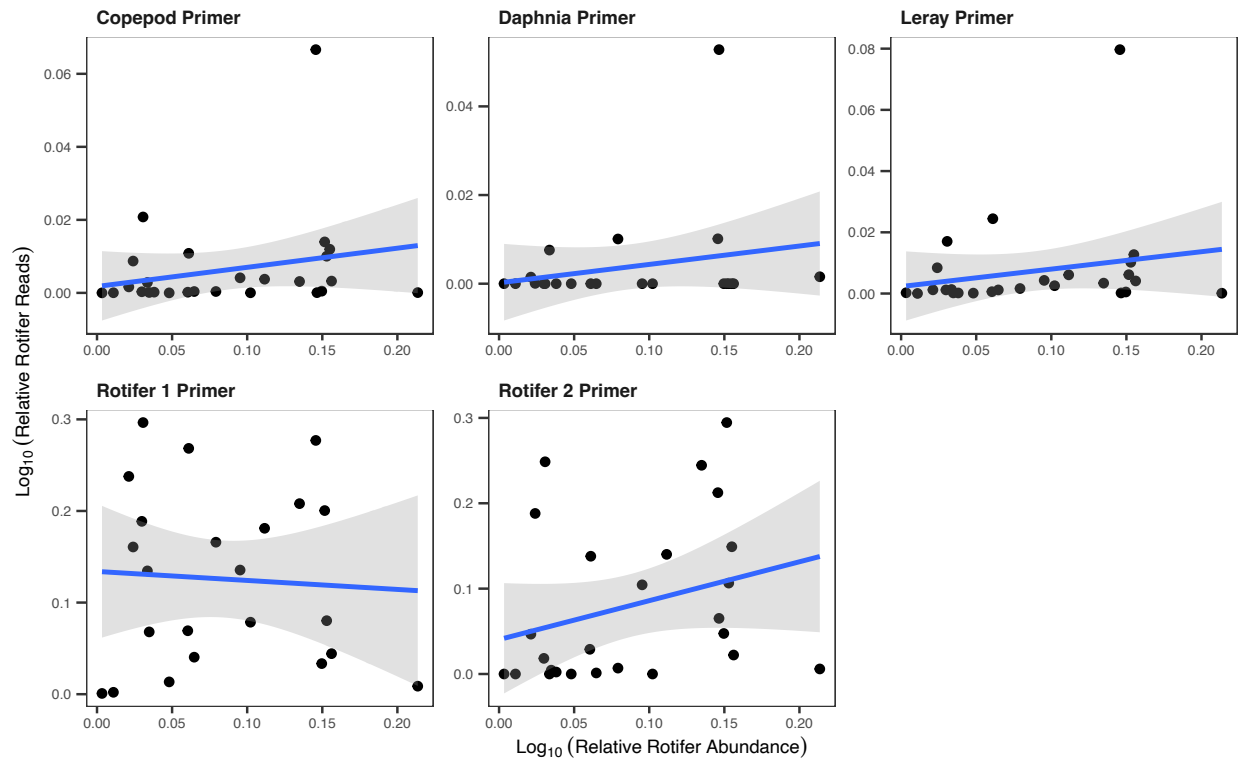 Copepod Primer
Daphnia Primer
Leray Primer
0.06
0.04
0.02
0.00
0.04
0.02
0.00
0.08
0.06
0.04
0.02
0.00
0.00 0.05 0.10 0.15 0.20
0.00 0.05 0.10 0.15 0.20
0.00 0.05 0.10 0.15 0.20
Log₁₀ (Relative Rotifer Reads)
Rotifer 1 Primer
Rotifer 2 Primer
0.3
0.2
0.1
0.0
0.3
0.2
0.1
0.0
0.00 0.05 0.10 0.15 0.20
0.00 0.05 0.10 0.15 0.20
Log₁₀ (Relative Rotifer Abundance)